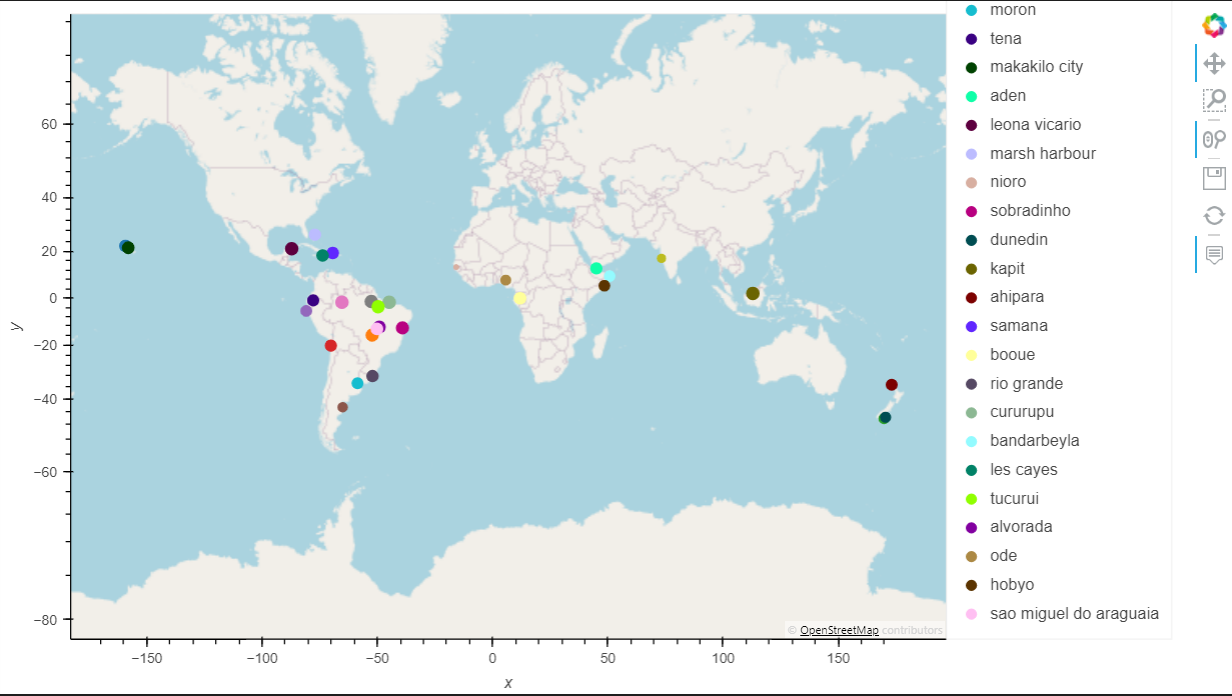 moron
tena
makakilo city
aden
leona vicario
marsh harbour
nioro
sobradinho
dunedin
kapit
ahipara
samana
booue
rio grande
cururupu
bandarbeyla
les cayes
tucurui
alvorada
ode
hobyo
sao miguel do araguaia
60
40
20
0
−20
−40
−60
−80
y
© OpenStreetMap contributors
−150
−100
−50
0
50
100
150
x